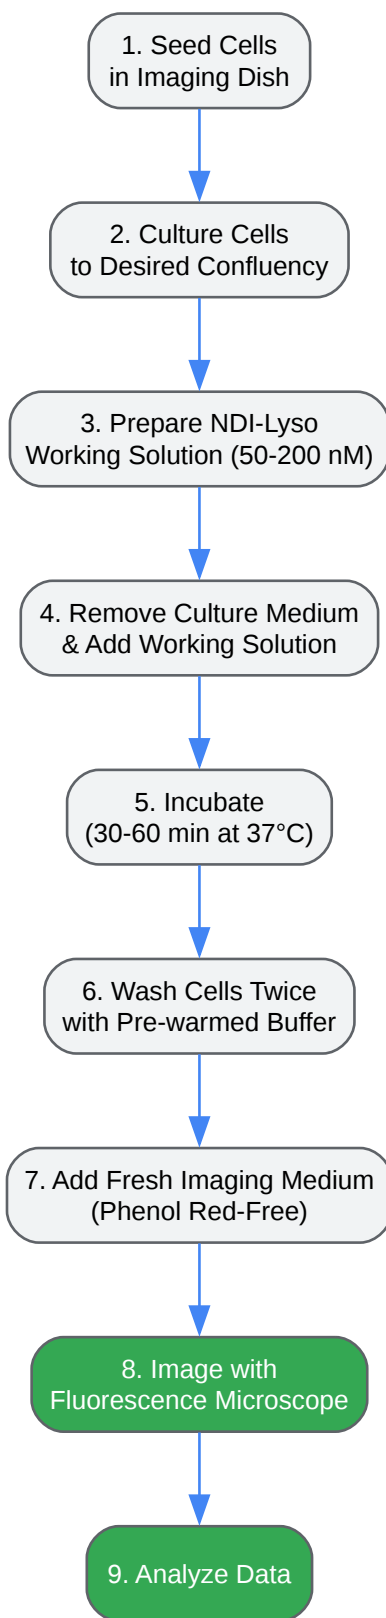 1. Seed Cells
in Imaging Dish
2. Culture Cells
to Desired Confluency
3. Prepare NDI-Lyso
Working Solution (50-200 nM)
4. Remove Culture Medium
& Add Working Solution
5. Incubate
(30-60 min at 37°C)
6. Wash Cells Twice
with Pre-warmed Buffer
7. Add Fresh Imaging Medium
(Phenol Red-Free)
8. Image with
Fluorescence Microscope
9. Analyze Data